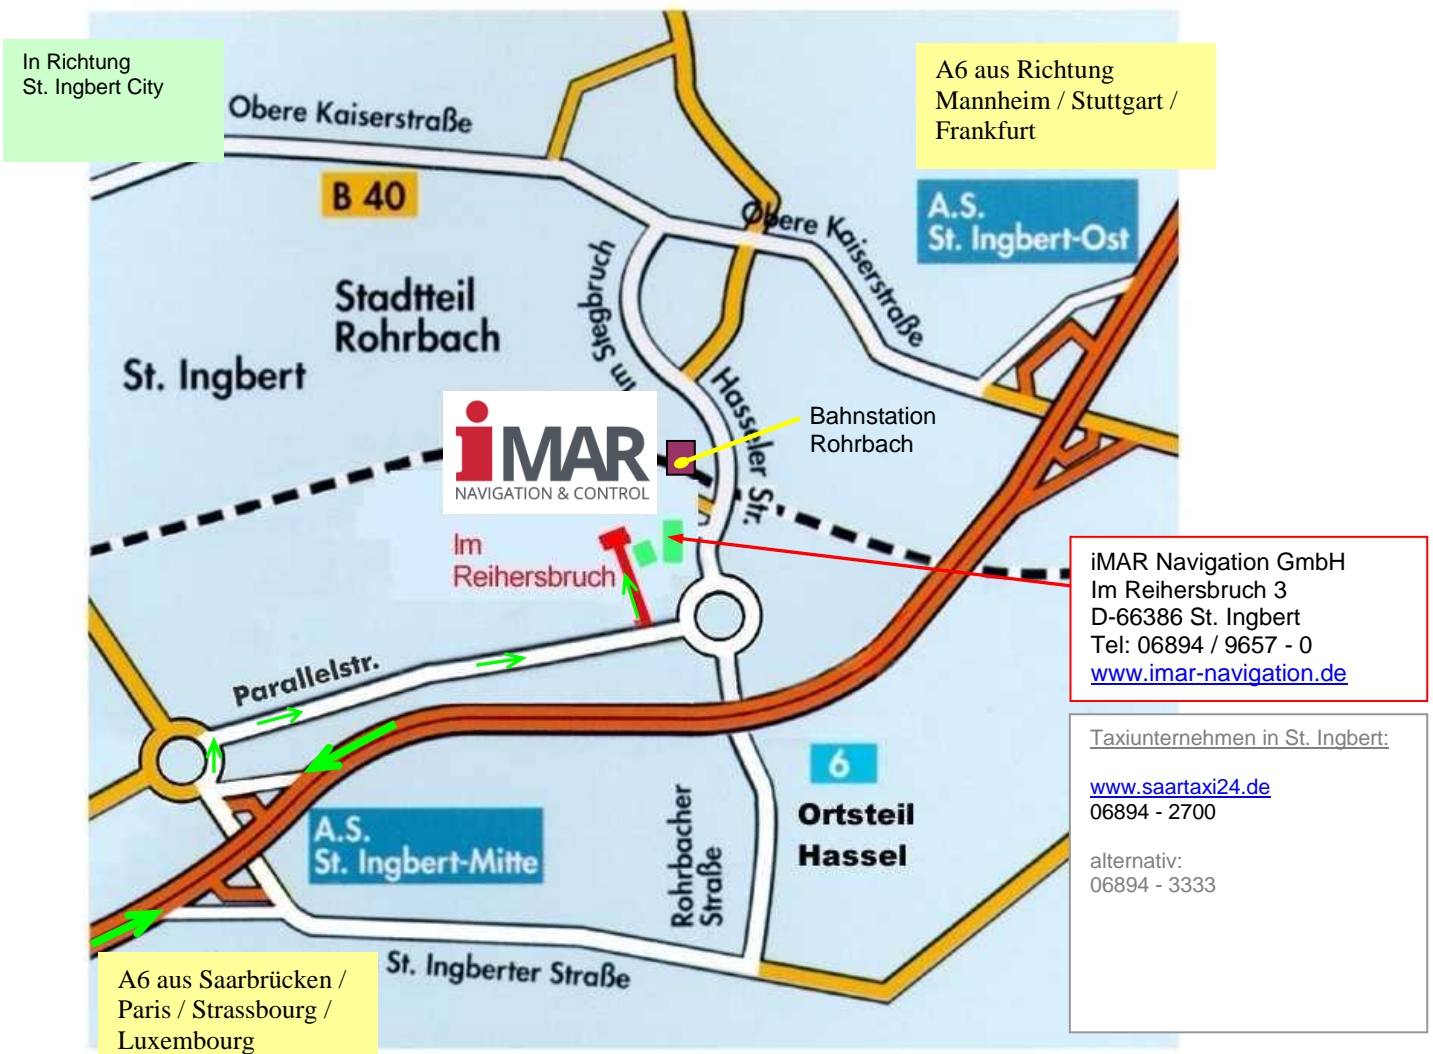 In Richtung
St. Ingbert City
A6 aus Richtung
Mannheim / Stuttgart /
Frankfurt
Obere Kaiserstraße
B 40
A.S.
St. Ingbert-Ost
Obere Kaiserstraße
Im Stegbruch
Stadtteil
Rohrbach
St. Ingbert
Hasseler Str.
Bahnstation
Rohrbach
iMAR
NAVIGATION & CONTROL
Im
Reihersbruch
iMAR Navigation GmbH
Im Reihersbruch 3
D-66386 St. Ingbert
Tel: 06894 / 9657 - 0
www.imar-navigation.de
Parallelstr.
Taxiunternehmen in St. Ingbert:
www.saartaxi24.de
06894 - 2700
alternativ:
06894 - 3333
6
Ortsteil
Hassel
A.S.
St. Ingbert-Mitte
Rohrbacher
Straße
St. Ingberter Straße
A6 aus Saarbrücken /
Paris / Strassbourg /
Luxembourg